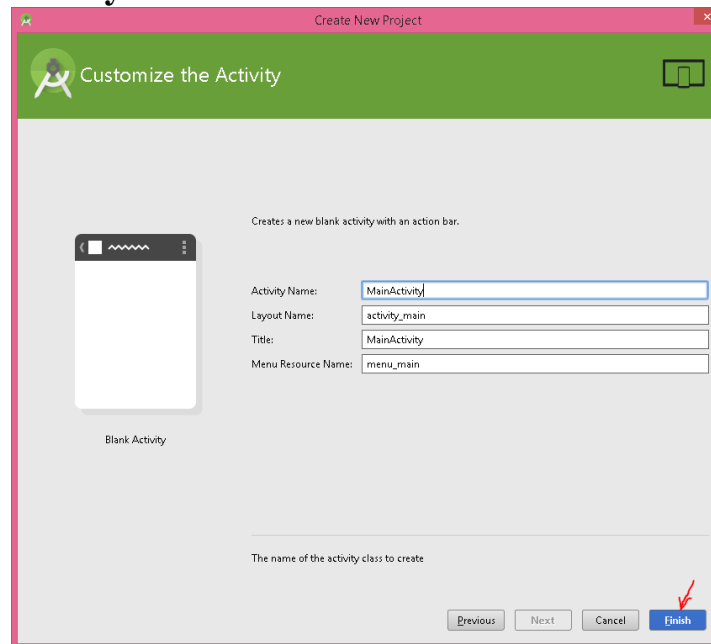 Create New Project
Customize the Activity
Creates a new blank activity with an action bar.
Activity Name: MainActivity
Layout Name: activity_main
Title: MainActivity
Menu Resource Name: menu_main
Blank Activity
The name of the activity class to create
Previous Next Cancel Finish